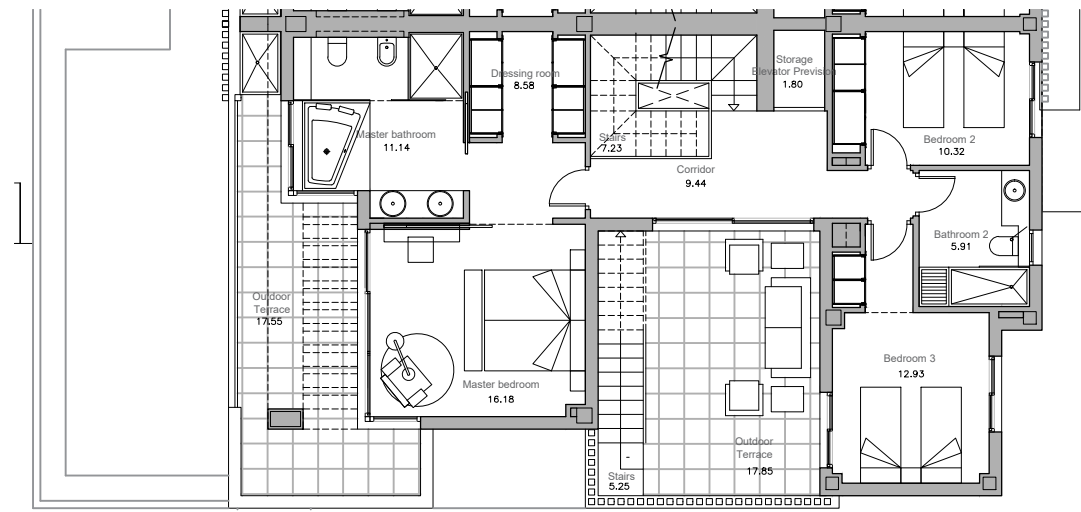 Storage
Elevator Prevision
1.80
Dressing room
8.58
Master bathroom
11.14
Stairs
7.23
Bedroom 2
10.32
Corridor
9.44
Bathroom 2
5.91
Outdoor
Terrace
17.55
Bedroom 3
12.93
Master bedroom
16.18
Outdoor
Terrace
17.85
Stairs
5.25